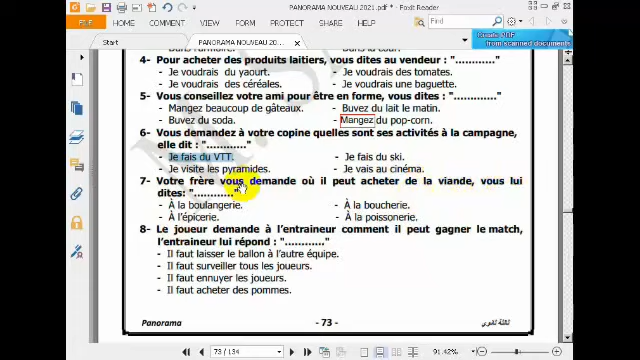 PANORAMA NOUVEAU 2021.pdf * - Foxit Reader
FILE HOME COMMENT VIEW FORM PROTECT SHARE HELP Find
Create PDF
from scanned documents
Start PANORAMA NOUVEAU 20... ×
4- Pour acheter des produits laitiers, vous dites au vendeur : "............"
- Je voudrais du yaourt. - Je voudrais des tomates.
- Je voudrais des céréales. - Je voudrais une baguette.
5- Vous conseillez votre ami pour être en forme, vous dites : "............"
- Mangez beaucoup de gâteaux. - Buvez du lait le matin.
- Buvez du soda. - Mangez du pop-corn.
6- Vous demandez à votre copine quelles sont ses activités à la campagne,
elle dit : "............"
- Je fais du VTT. - Je fais du ski.
- Je visite les pyramides. - Je vais au cinéma.
7- Votre frère vous demande où il peut acheter de la viande, vous lui
dites: "............"
- À la boulangerie. - À la boucherie.
- À l'épicerie. - À la poissonerie.
8- Le joueur demande à l'entraineur comment il peut gagner le match,
l'entraineur lui répond : "............"
- Il faut laisser le ballon à l'autre équipe.
- Il faut surveiller tous les joueurs.
- Il faut ennuyer les joueurs.
- Il faut acheter des pommes.
Panorama - 73 - ثالثة ثانوي
73 / 134 91.42%